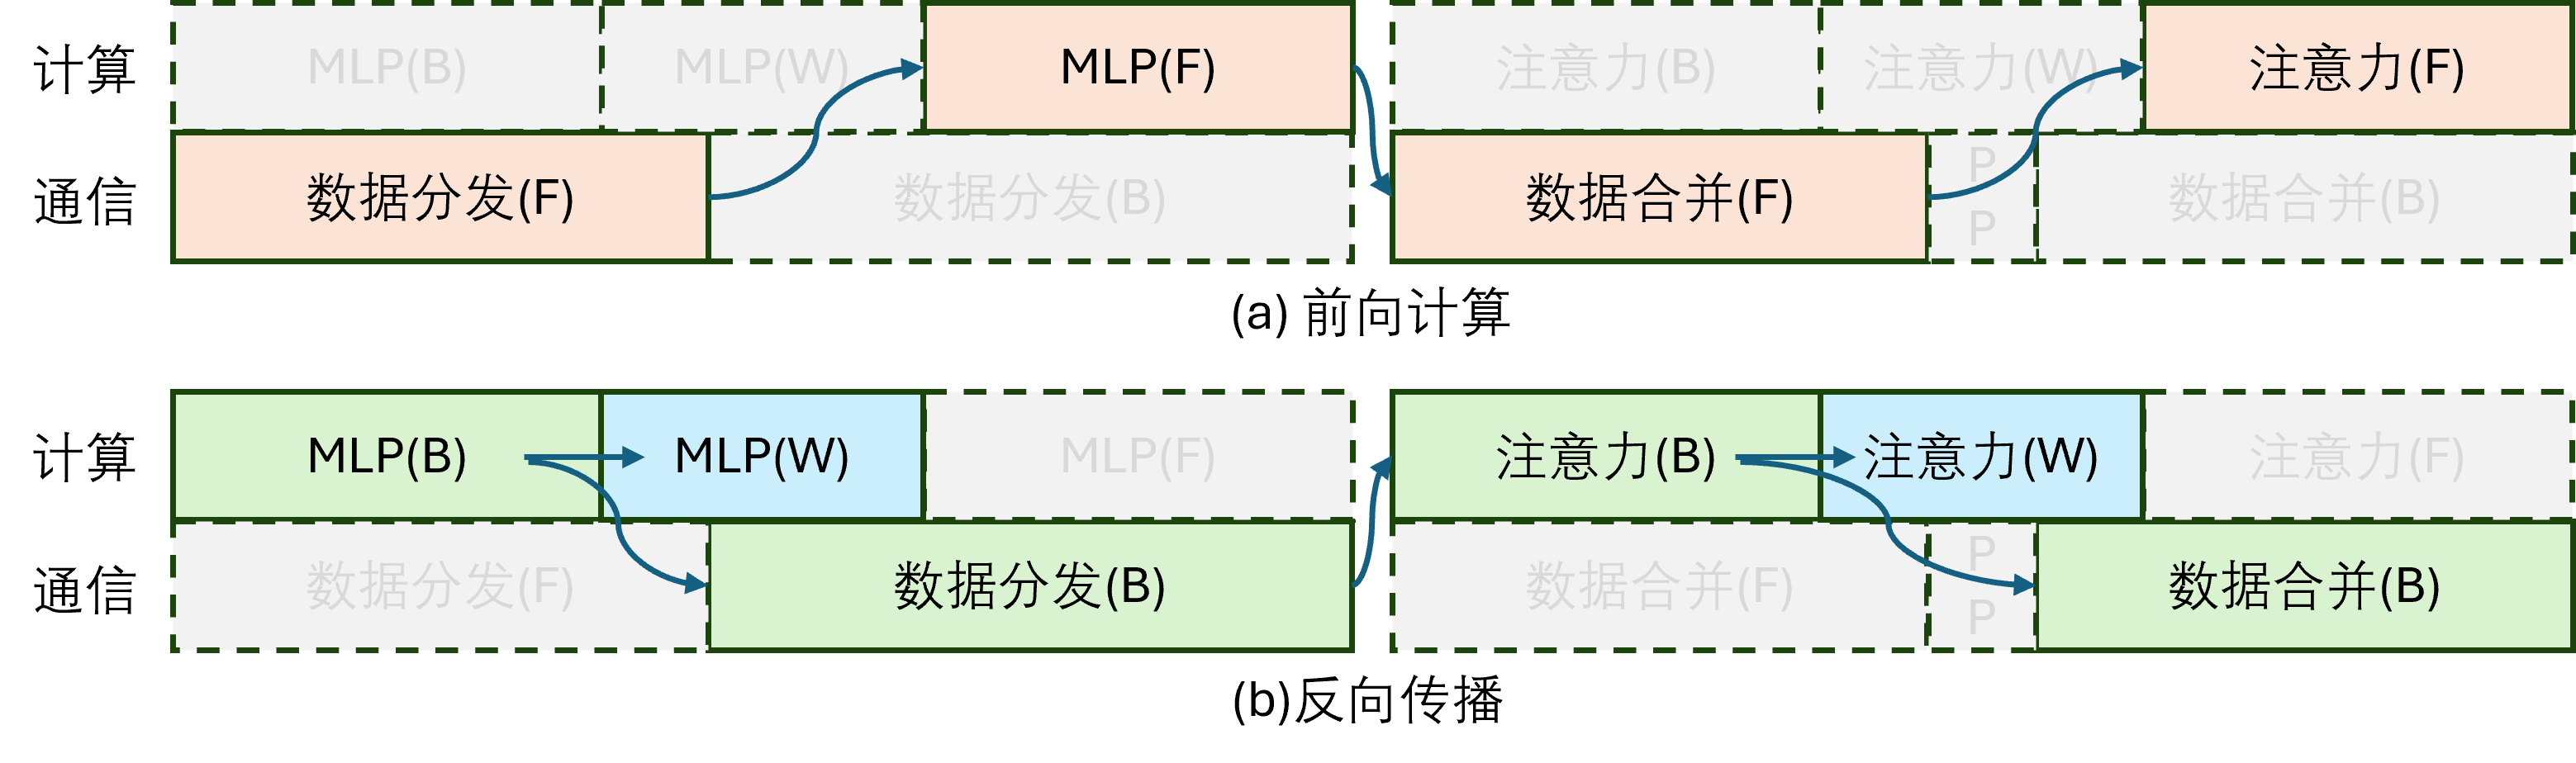 计算 MLP(B) MLP(W) MLP(F) 注意力(B) 注意力(W) 注意力(F)
通信 数据分发(F) 数据分发(B) 数据合并(F) PP 数据合并(B)
(a) 前向计算
计算 MLP(B) MLP(W) MLP(F) 注意力(B) 注意力(W) 注意力(F)
通信 数据分发(F) 数据分发(B) 数据合并(F) PP 数据合并(B)
(b)反向传播